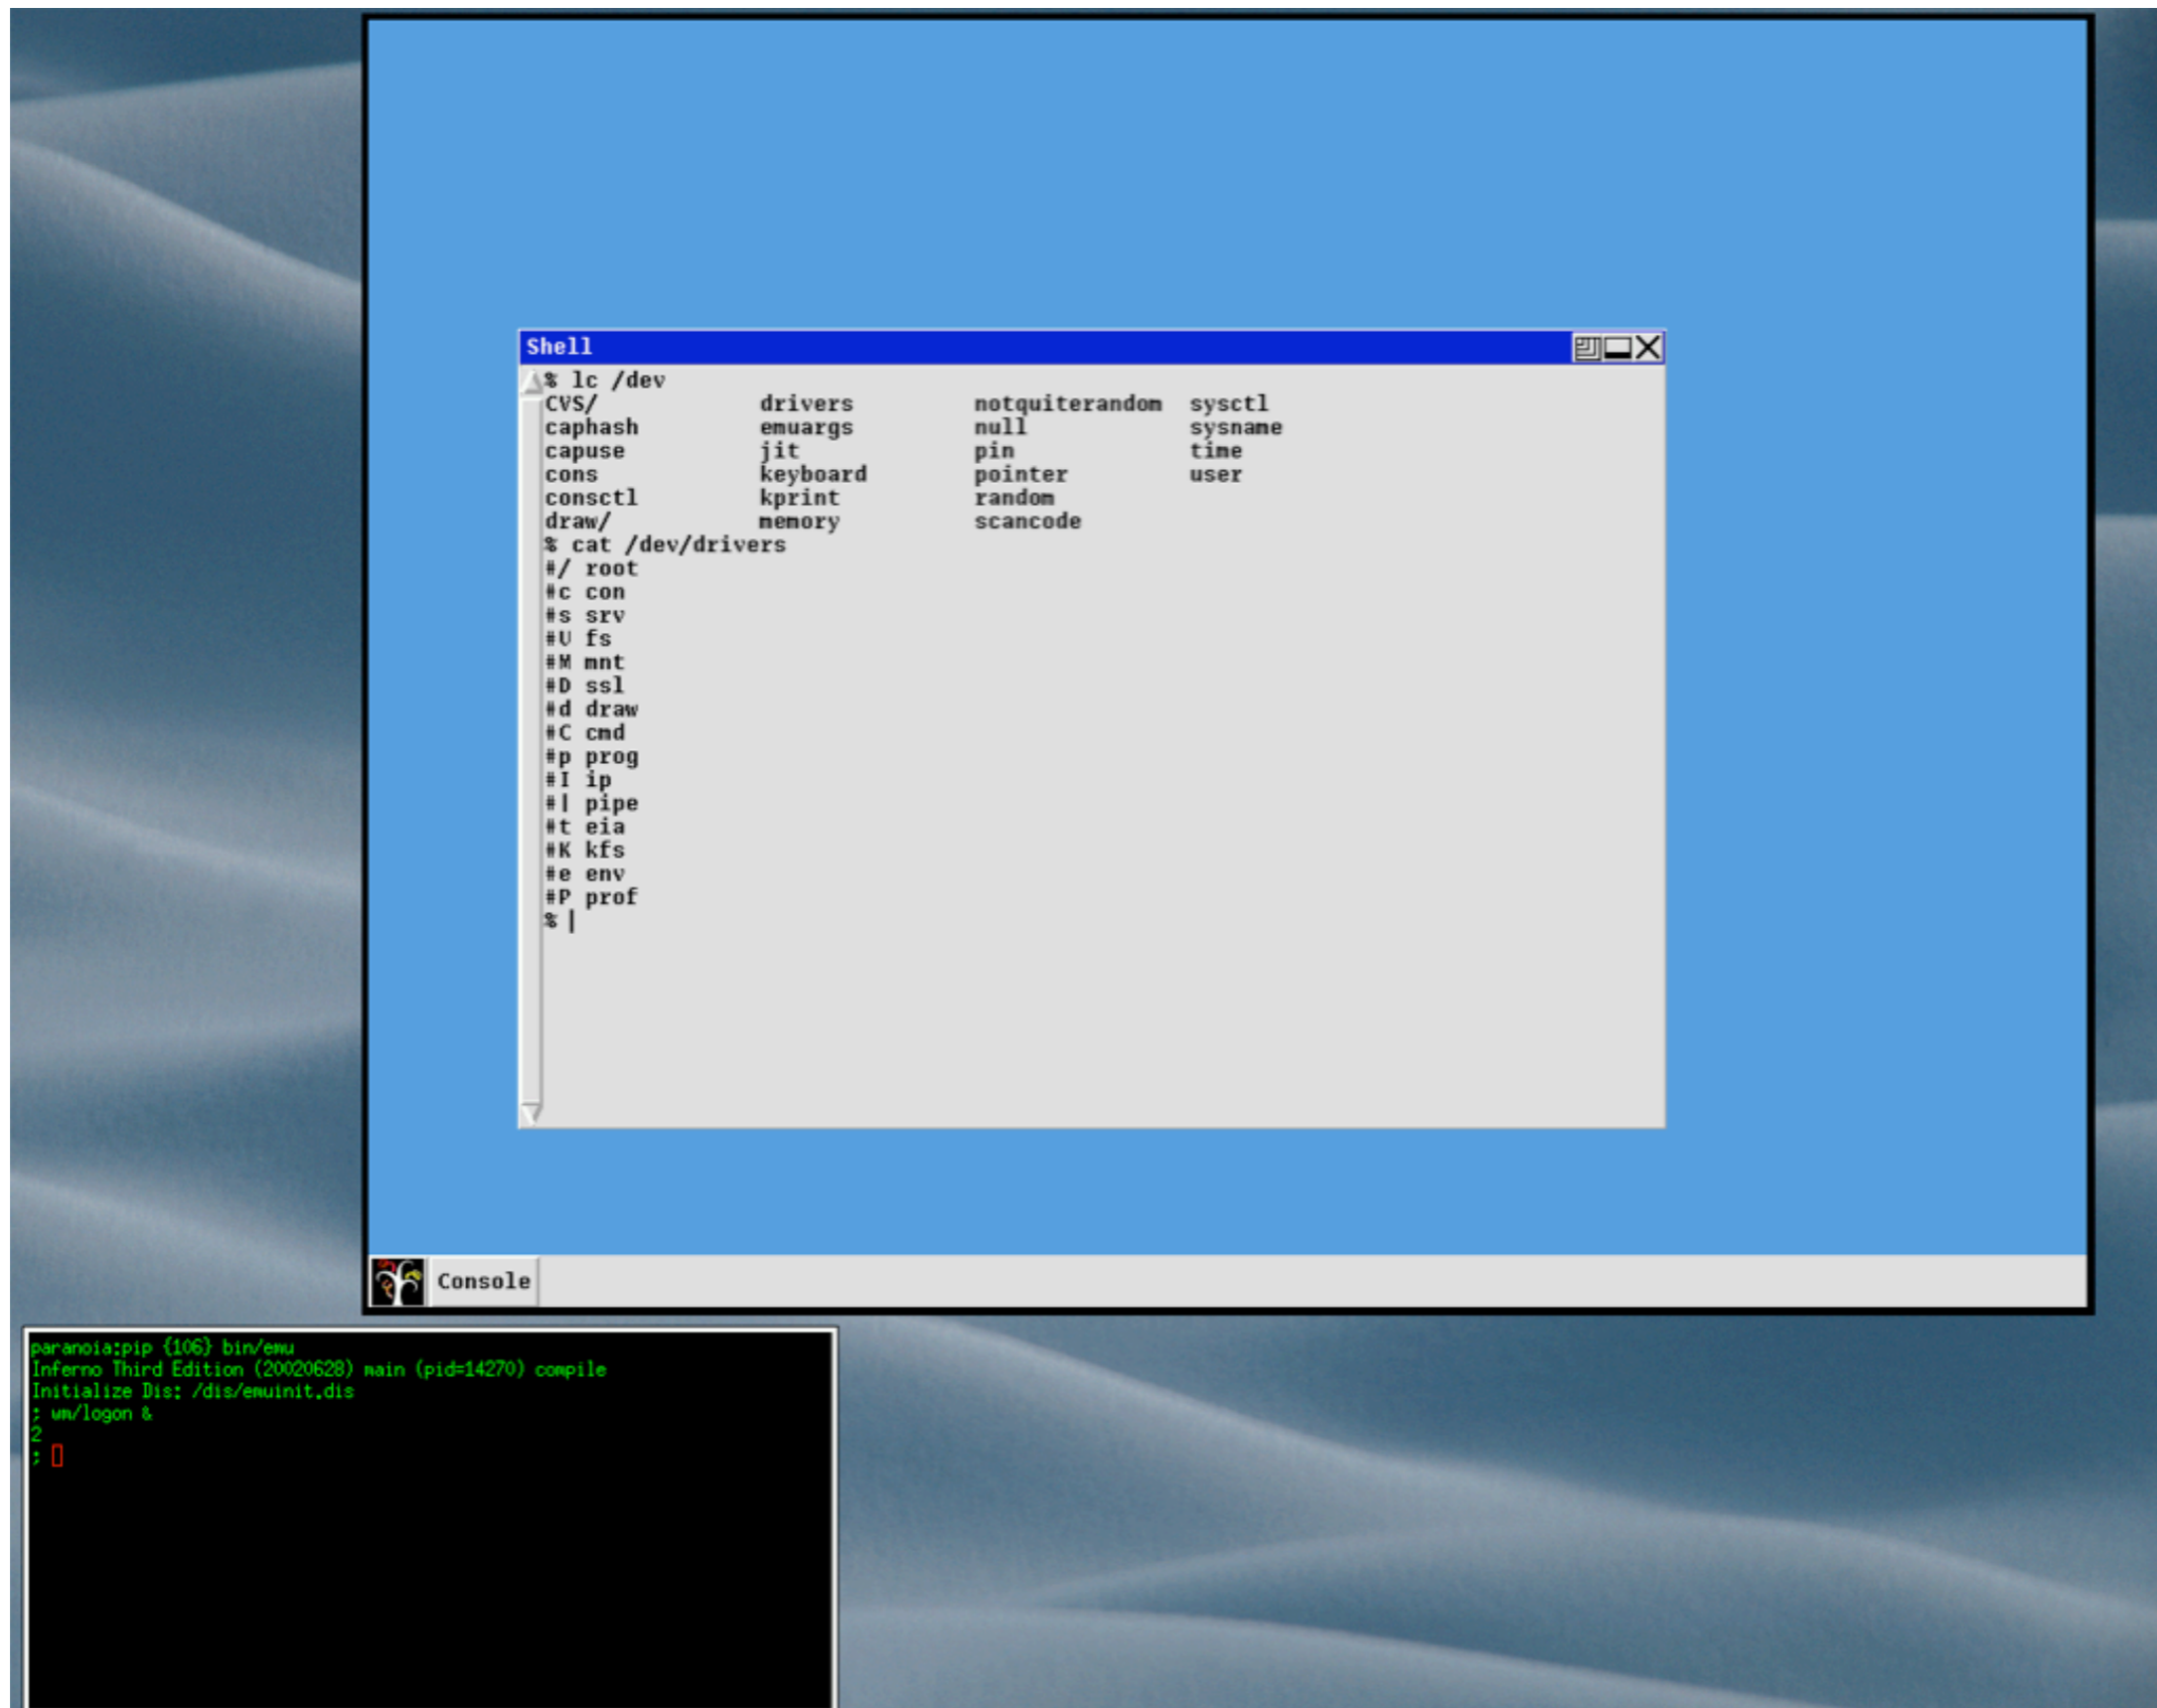 Shell
% lc /dev
CVS/ drivers notquiterandom sysctl
caphash emuargs null sysname
capuse jit pin time
cons keyboard pointer user
consctl kprint random
draw/ memory scancode
% cat /dev/drivers
#/ root
#c con
#s srv
#U fs
#M mnt
#D ssl
#d draw
#C cmd
#p prog
#I ip
#| pipe
#t eia
#K kfs
#e env
#P prof
%
Console
paranoia:pip {106} bin/emu
Inferno Third Edition (20020628) main (pid=14270) compile
Initialize Dis: /dis/emuinit.dis
; wm/logon &
2
;